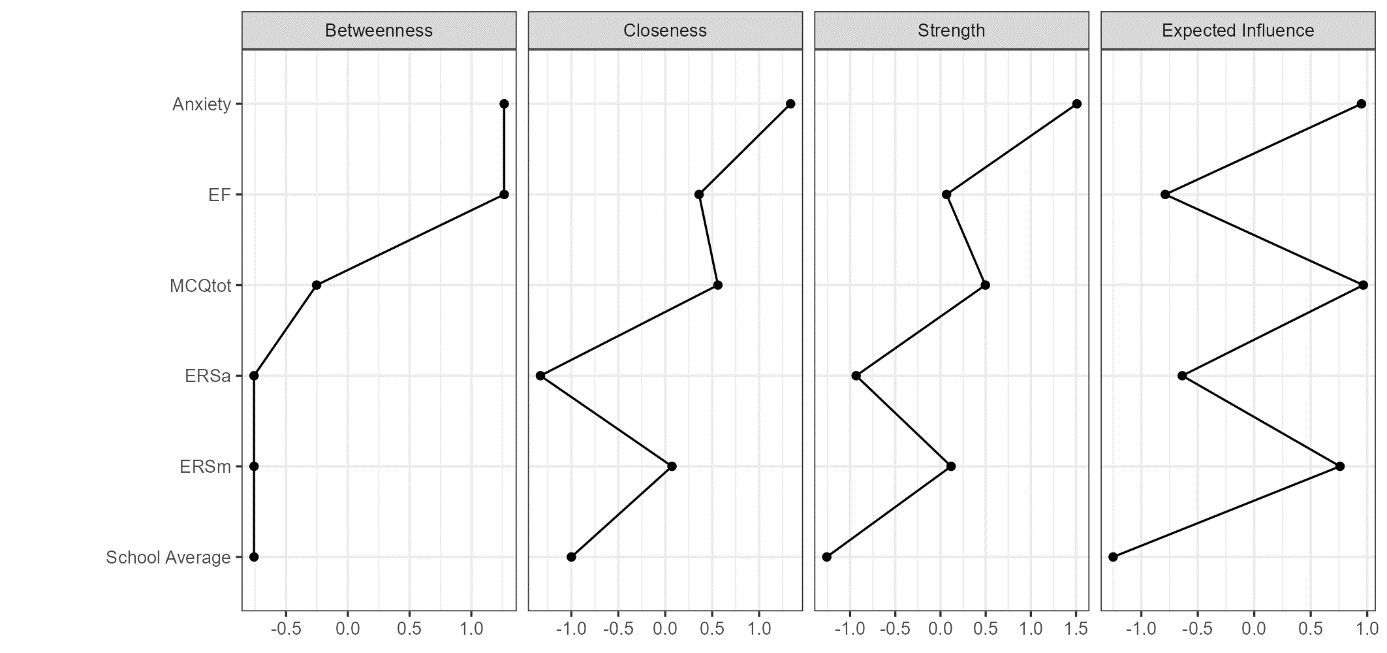 Betweenness Closeness Strength Expected Influence
Anxiety
EF
MCQtot
ERSa
ERSm
School Average
-0.5 0.0 0.5 1.0 -1.0 -0.5 0.0 0.5 1.0 -1.0 -0.5 0.0 0.5 1.0 1.5 -1.0 -0.5 0.0 0.5 1.0